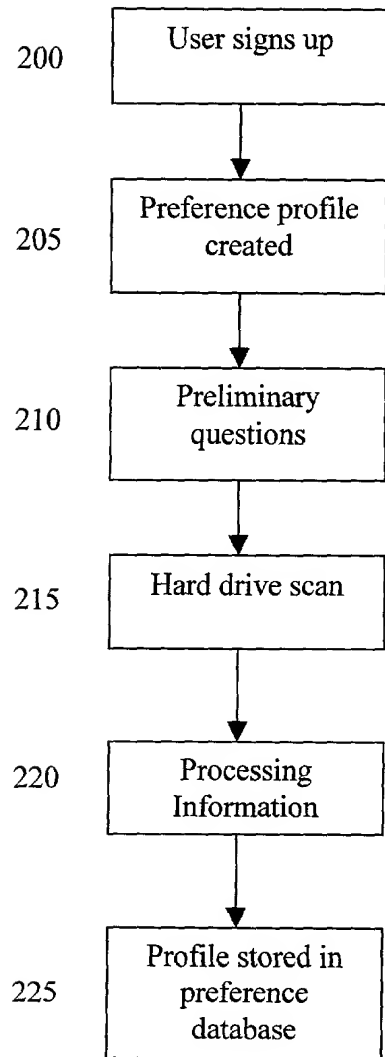 200
User signs up
205
Preference profile
created
210
Preliminary
questions
215
Hard drive scan
220
Processing
Information
225
Profile stored in
preference
database